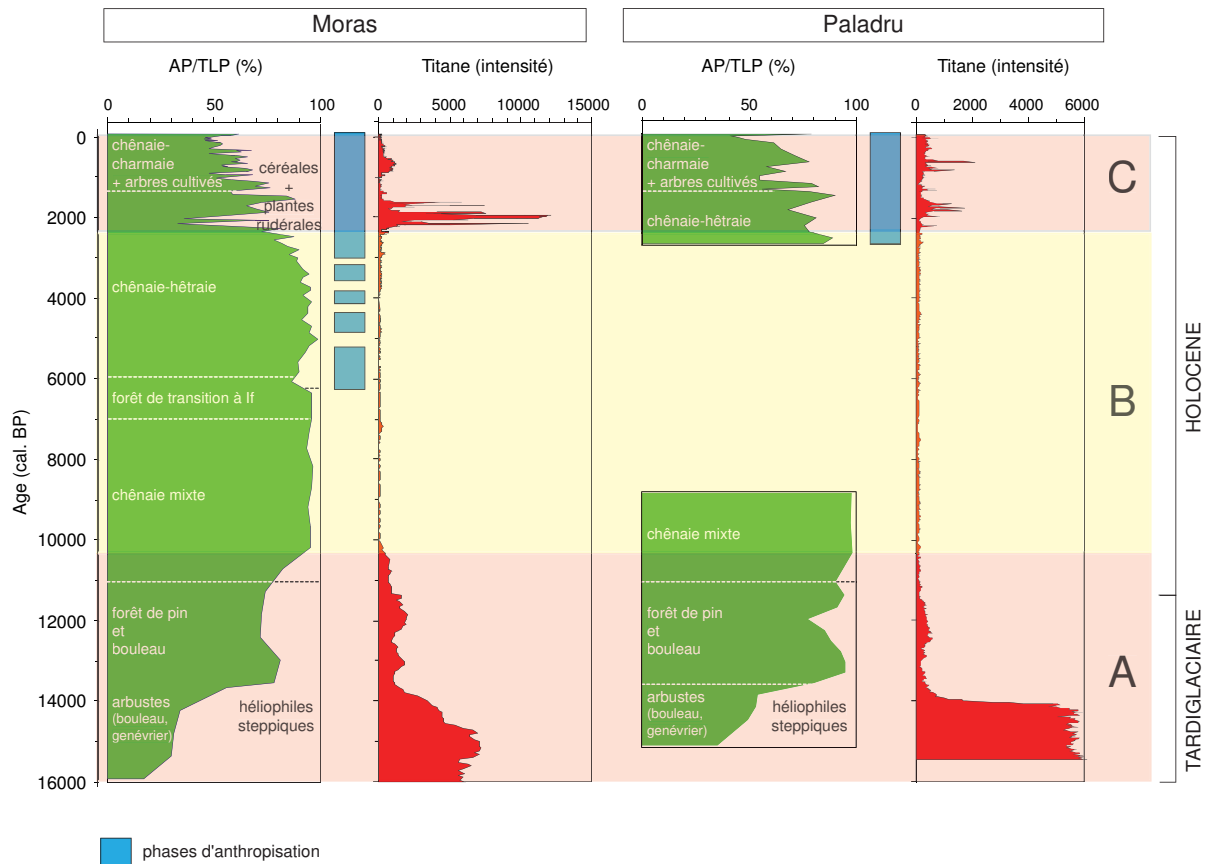 Moras
Paladru
AP/TLP (%)
Titane (intensité)
AP/TLP (%)
Titane (intensité)
0 50 100
0 5000 10000 15000
0 50 100
0 2000 4000 6000
Age (cal. BP)
0
2000
4000
6000
8000
10000
12000
14000
16000
chênaie-
charmaie
+ arbres cultivés
céréales
+
plantes
rudérales
chênaie-hêtraie
forêt de transition à If
chênaie mixte
forêt de pin
et
bouleau
arbustes
(bouleau,
genévrier)
héliophiles
steppiques
chênaie-
charmaie
+ arbres cultivés
chênaie-hêtraie
chênaie mixte
forêt de pin
et
bouleau
arbustes
(bouleau,
genévrier)
héliophiles
steppiques
C
B
A
HOLOCENE
TARDIGLACIAIRE
phases d'anthropisation